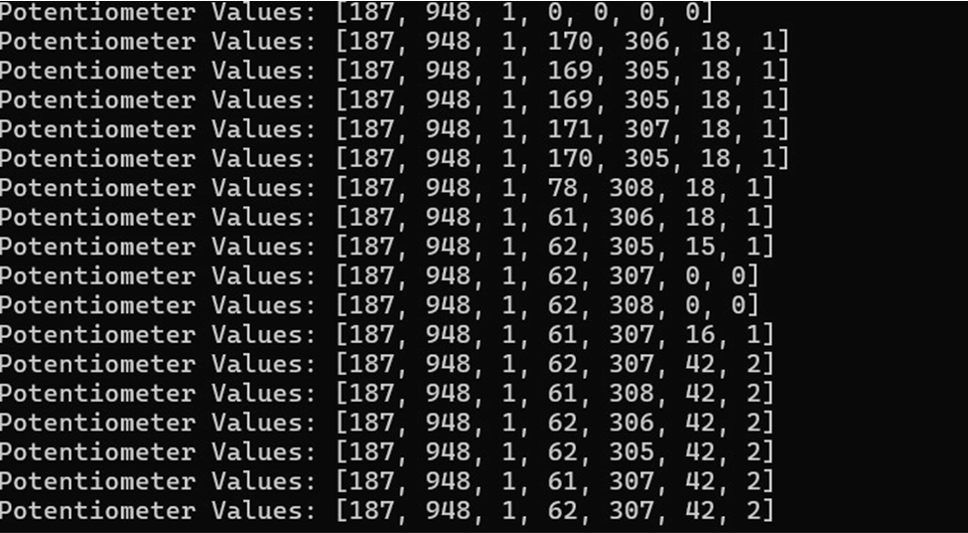 Potentiometer Values: [187, 948, 1, 0, 0, 0, 0]
Potentiometer Values: [187, 948, 1, 170, 306, 18, 1]
Potentiometer Values: [187, 948, 1, 169, 305, 18, 1]
Potentiometer Values: [187, 948, 1, 169, 305, 18, 1]
Potentiometer Values: [187, 948, 1, 171, 307, 18, 1]
Potentiometer Values: [187, 948, 1, 170, 305, 18, 1]
Potentiometer Values: [187, 948, 1, 78, 308, 18, 1]
Potentiometer Values: [187, 948, 1, 61, 306, 18, 1]
Potentiometer Values: [187, 948, 1, 62, 305, 15, 1]
Potentiometer Values: [187, 948, 1, 62, 307, 0, 0]
Potentiometer Values: [187, 948, 1, 62, 308, 0, 0]
Potentiometer Values: [187, 948, 1, 61, 307, 16, 1]
Potentiometer Values: [187, 948, 1, 62, 307, 42, 2]
Potentiometer Values: [187, 948, 1, 61, 308, 42, 2]
Potentiometer Values: [187, 948, 1, 62, 306, 42, 2]
Potentiometer Values: [187, 948, 1, 62, 305, 42, 2]
Potentiometer Values: [187, 948, 1, 61, 307, 42, 2]
Potentiometer Values: [187, 948, 1, 62, 307, 42, 2]